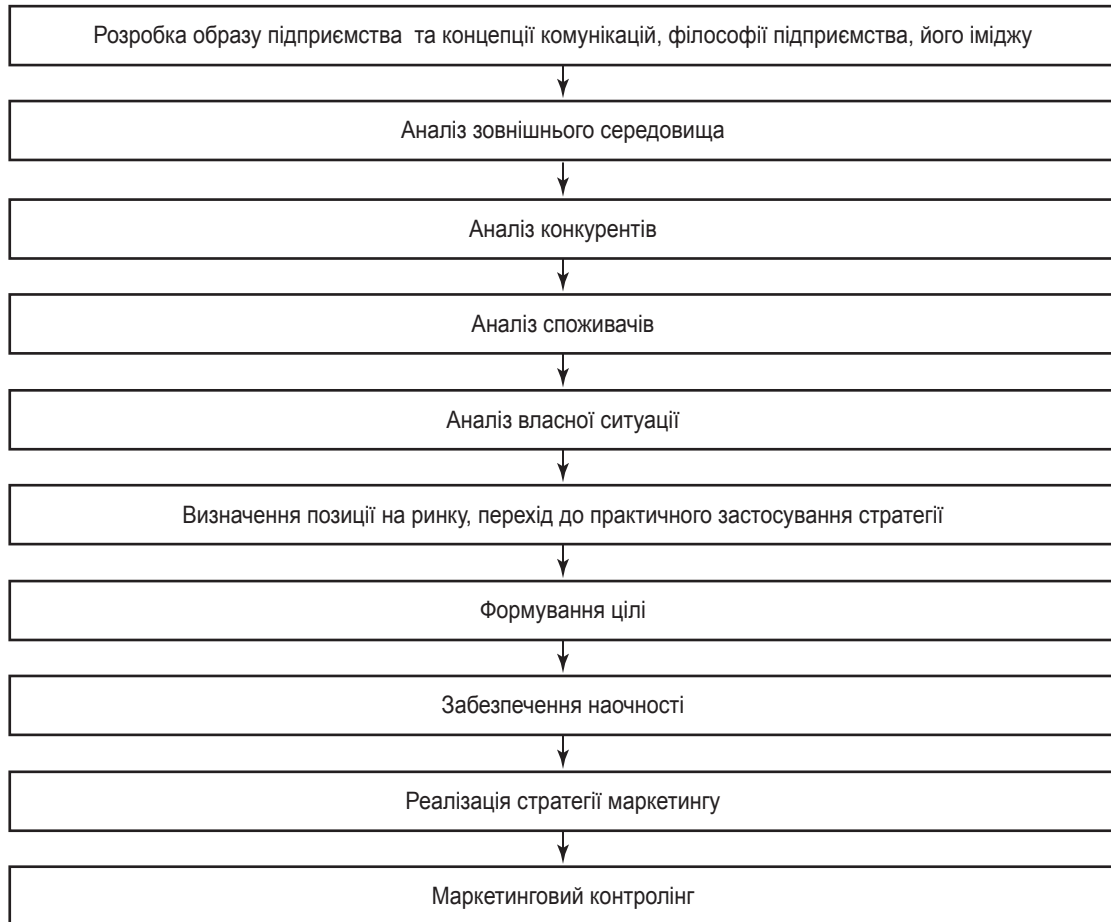 Розробка образу підприємства та концепції комунікацій, філософії підприємства, його іміджу
Аналіз зовнішнього середовища
Аналіз конкурентів
Аналіз споживачів
Аналіз власної ситуації
Визначення позиції на ринку, перехід до практичного застосування стратегії
Формування цілі
Забезпечення наочності
Реалізація стратегії маркетингу
Маркетинговий контролінг